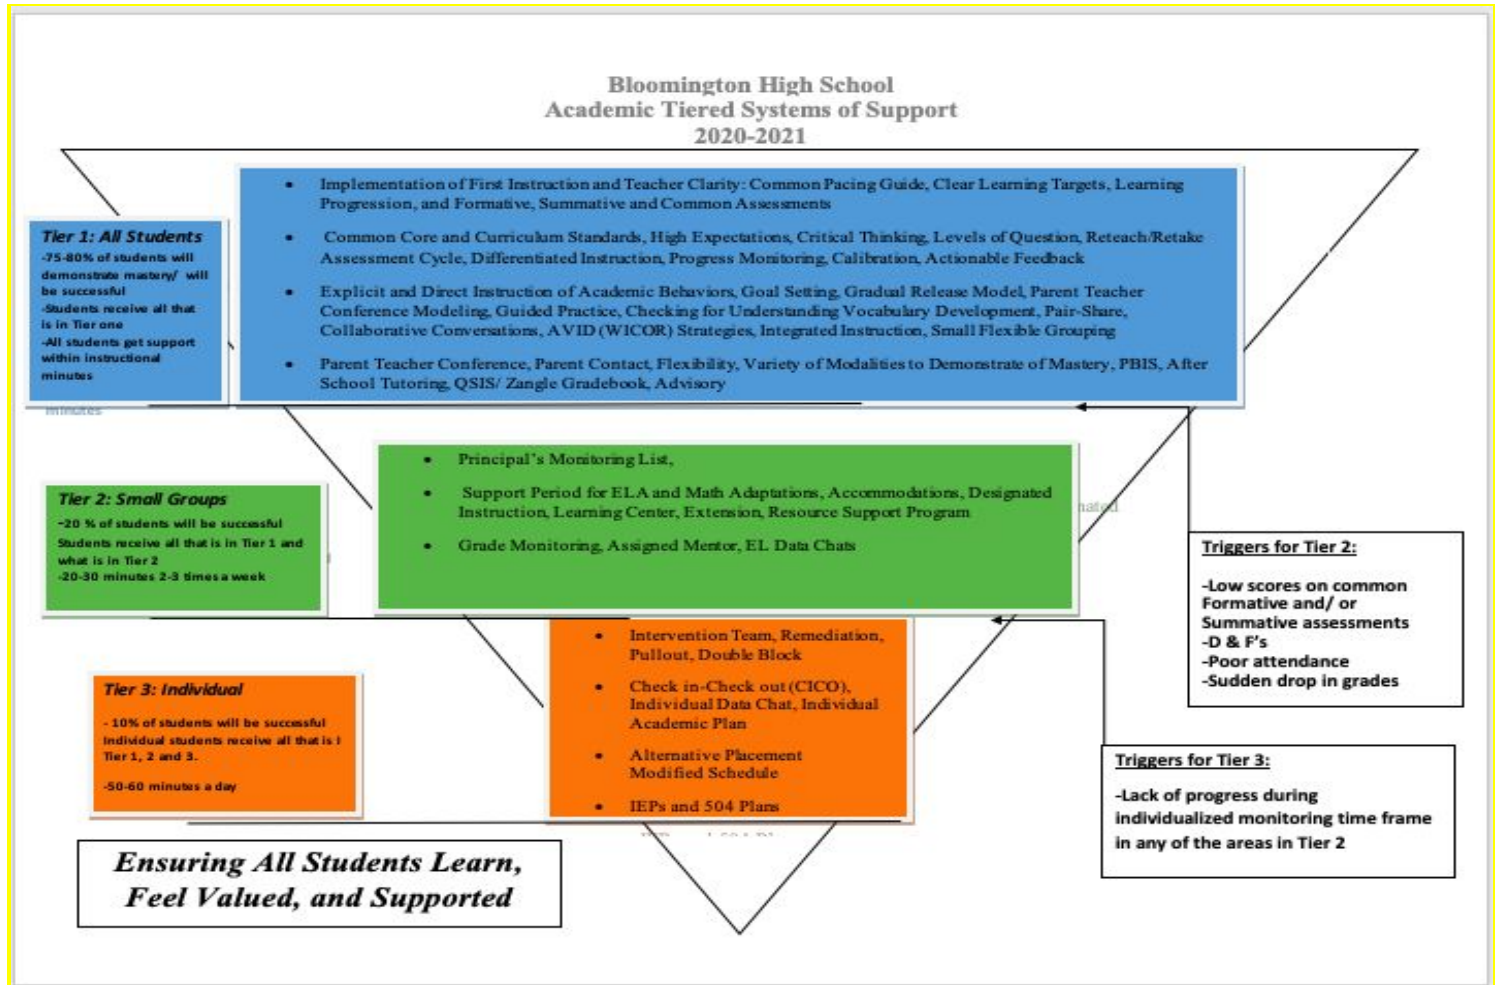 Bloomington High School
Academic Tiered Systems of Support
2020-2021
• Implementation of First Instruction and Teacher Clarity: Common Pacing Guide, Clear Learning Targets, Learning
Progression, and Formative, Summative and Common Assessments
• Common Core and Curriculum Standards, High Expectations, Critical Thinking, Levels of Question, Reteach/Retake
Assessment Cycle, Differentiated Instruction, Progress Monitoring, Calibration, Actionable Feedback
• Explicit and Direct Instruction of Academic Behaviors, Goal Setting, Gradual Release Model, Parent Teacher
Conference Modeling, Guided Practice, Checking for Understanding Vocabulary Development, Pair-Share,
Collaborative Conversations, AVID (WICOR) Strategies, Integrated Instruction, Small Flexible Grouping
• Parent Teacher Conference, Parent Contact, Flexibility, Variety of Modalities to Demonstrate of Mastery, PBIS, After
School Tutoring, QSIS/ Zangle Gradebook, Advisory
Tier 1: All Students
-75-80% of students will
demonstrate mastery/ will
be successful
-Students receive all that
is in Tier one
-All students get support
within instructional
minutes
minutes
• Principal's Monitoring List,
• Support Period for ELA and Math Adaptations, Accommodations, Designated
Instruction, Learning Center, Extension, Resource Support Program
• Grade Monitoring, Assigned Mentor, EL Data Chats
nated
Tier 2: Small Groups
-20 % of students will be successful
Students receive all that is in Tier 1 and
what is in Tier 2
-20-30 minutes 2-3 times a week
Triggers for Tier 2:
-Low scores on common
Formative and/ or
Summative assessments
-D & F's
-Poor attendance
-Sudden drop in grades
• Intervention Team, Remediation,
Pullout, Double Block
• Check in-Check out (CICO),
Individual Data Chat, Individual
Academic Plan
• Alternative Placement
Modified Schedule
• IEPs and 504 Plans
Tier 3: Individual
- 10% of students will be successful
Individual students receive all that is I
Tier 1, 2 and 3.
-50-60 minutes a day
Triggers for Tier 3:
-Lack of progress during
individualized monitoring time frame
in any of the areas in Tier 2
Ensuring All Students Learn,
Feel Valued, and Supported